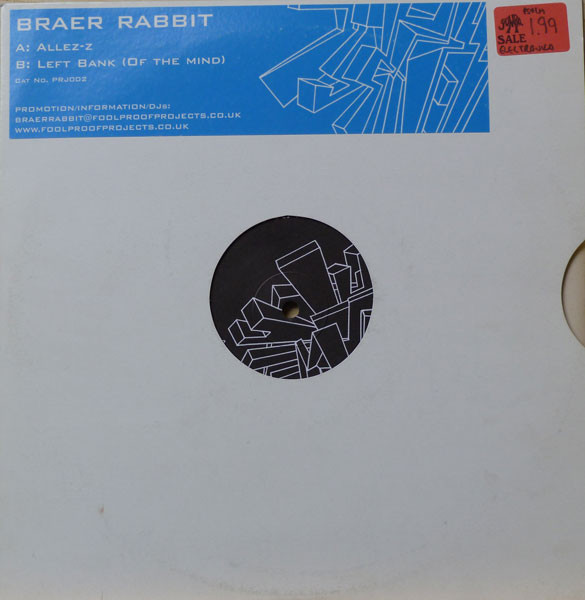 BRAER RABBIT
A: ALLEZ-Z
B: LEFT BANK (OF THE MIND)
CAT NO. PRJ002
PROMOTION/INFORMATION/DJS:
BRAERRABBIT@FOOLPROOFPROJECTS.CO.UK
WWW.FOOLPROOFPROJECTS.CO.UK
1.99
SALE